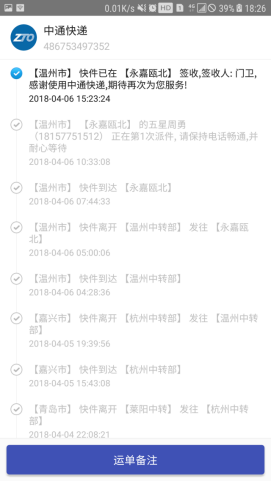 0.01K/s HD 1 4G 39% 18:26
ZTO
中通快递
486753497352
【温州市】 快件已在 【永嘉瓯北】 签收,签收人: 门卫,
感谢使用中通快递,期待再次为您服务!
2018-04-06 15:23:24
【温州市】 【永嘉瓯北】 的五星周勇
（18157751512） 正在第1次派件, 请保持电话畅通,并
耐心等待
2018-04-06 10:33:08
【温州市】 快件到达 【永嘉瓯北】
2018-04-06 07:44:33
【温州市】 快件离开 【温州中转部】 发往 【永嘉瓯
北】
2018-04-06 05:00:06
【温州市】 快件到达 【温州中转部】
2018-04-06 04:28:36
【嘉兴市】 快件离开 【杭州中转部】 发往 【温州中转
部】
2018-04-05 19:39:56
【嘉兴市】 快件到达 【杭州中转部】
2018-04-05 15:43:08
【青岛市】 快件离开 【莱阳中转】 发往 【杭州中转
部】
2018-04-04 22:08:21
运单备注